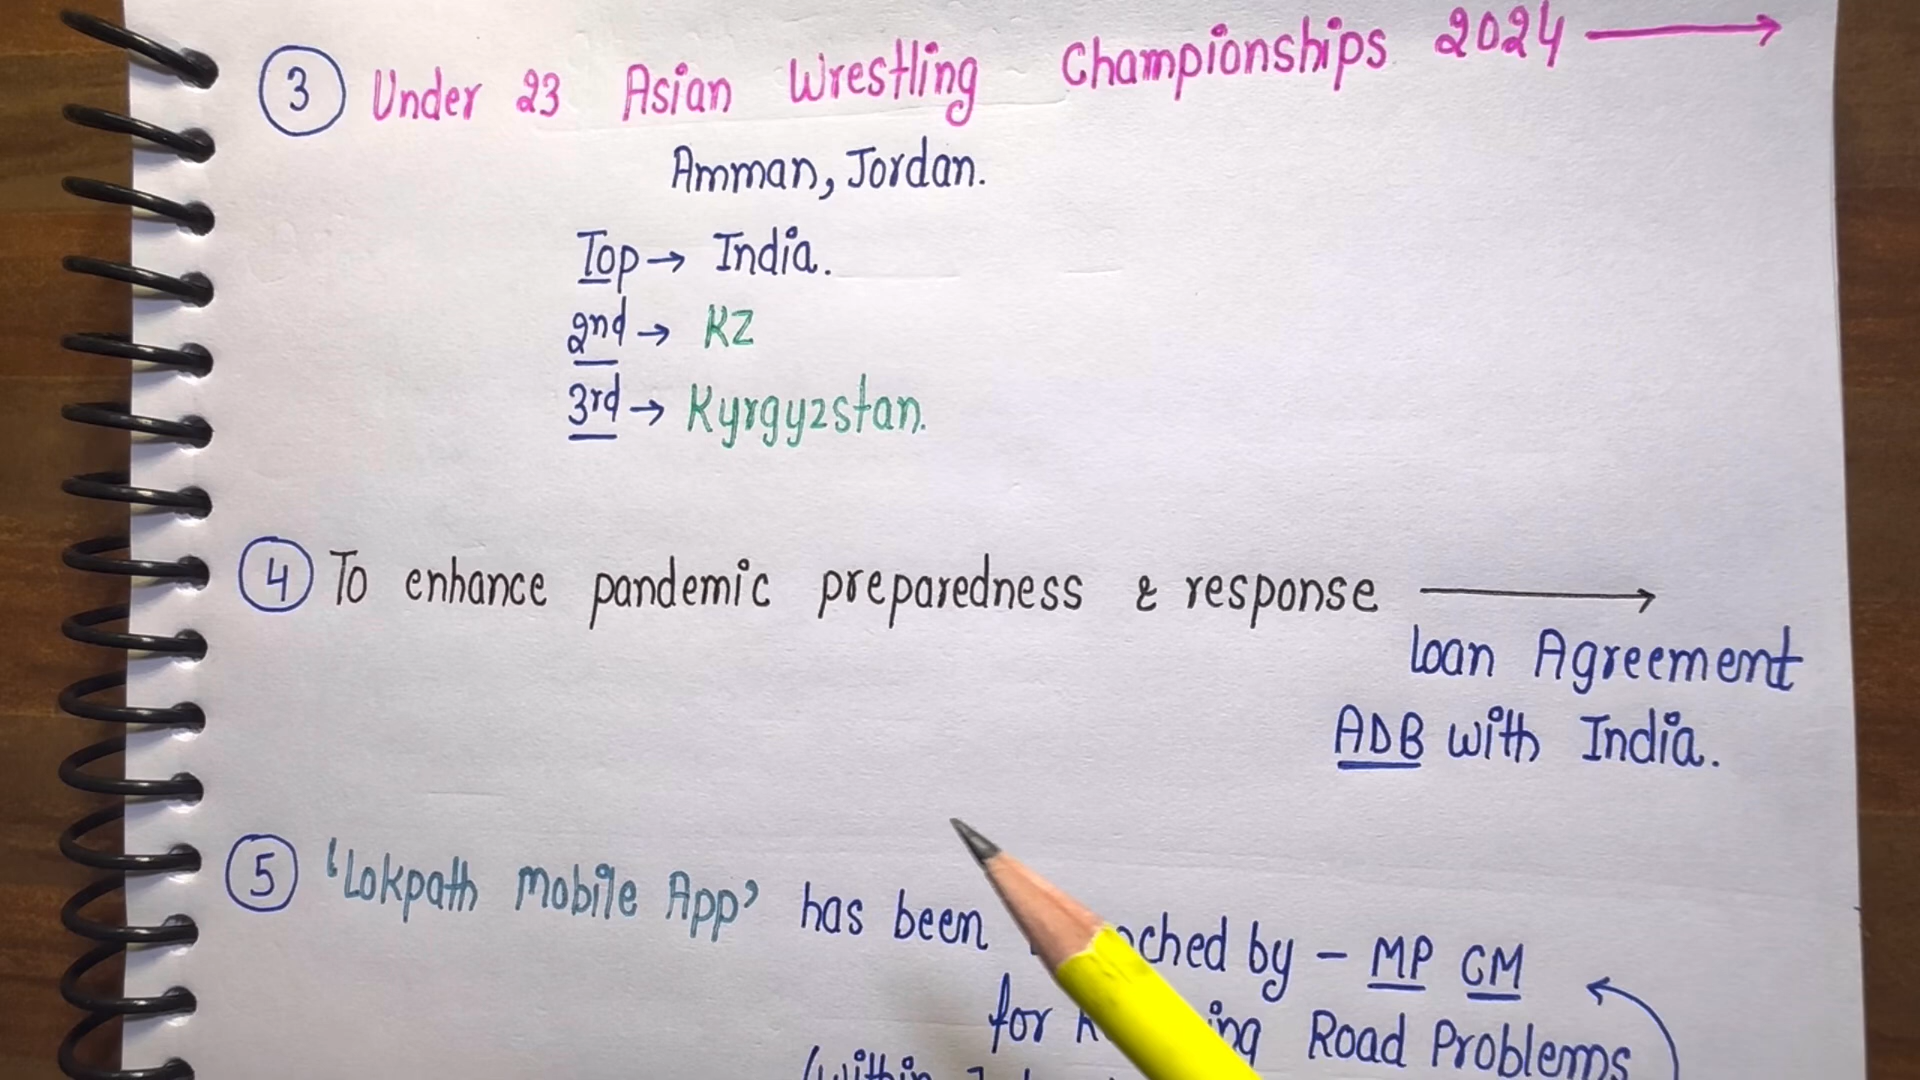 3 Under 23 Asian Wrestling Championships 2024 →
Amman, Jordan.
Top → India.
2nd → KZ
3rd → Kyrgyzstan.
4 To enhance pandemic preparedness & response →
Loan Agreement
ADB with India.
5 'Lokpath Mobile App' has been by - MP CM
for Road Problems
(within